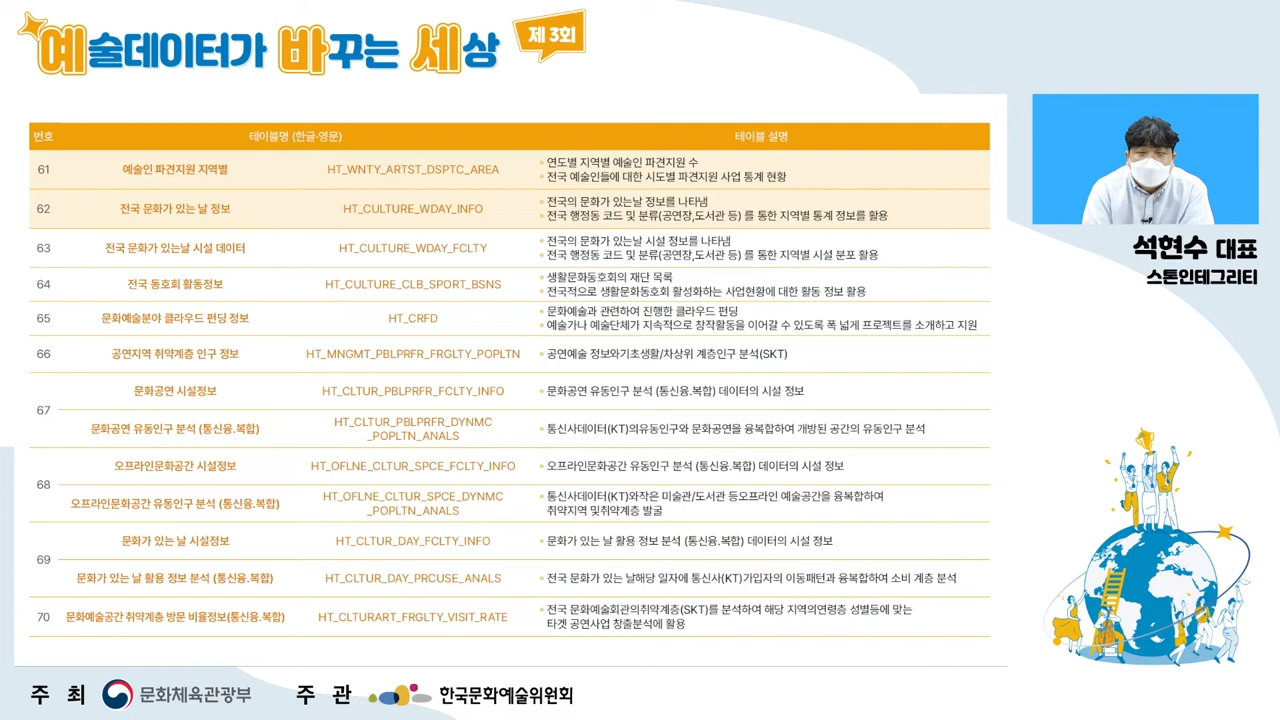 예술데이터가 바꾸는 세상
제 3회
번호 테이블명 (한글·영문) 테이블 설명
61 예술인 파견지원 지역별 HT_WNTY_ARTST_DSPTC_AREA
• 연도별 지역별 예술인 파견지원 수
• 전국 예술인들에 대한 시도별 파견지원 사업 통계 현황
62 전국 문화가 있는 날 정보 HT_CULTURE_WDAY_INFO
• 전국의 문화가 있는날 정보를 나타냄
• 전국 행정동 코드 및 분류(공연장,도서관 등) 를 통한 지역별 통계 정보를 활용
63 전국 문화가 있는날 시설 데이터 HT_CULTURE_WDAY_FCLTY
• 전국의 문화가 있는날 시설 정보를 나타냄
• 전국 행정동 코드 및 분류(공연장,도서관 등) 를 통한 지역별 시설 분포 활용
64 전국 동호회 활동정보 HT_CULTURE_CLB_SPORT_BSNS
• 생활문화동호회의 재단 목록
• 전국적으로 생활문화동호회 활성화하는 사업현황에 대한 활동 정보 활용
65 문화예술분야 클라우드 펀딩 정보 HT_CRFD
• 문화예술과 관련하여 진행한 클라우드 펀딩
• 예술가나 예술단체가 지속적으로 창작활동을 이어갈 수 있도록 폭 넓게 프로젝트를 소개하고 지원
66 공연지역 취약계층 인구 정보 HT_MNGMT_PBLPRFR_FRGLTY_POPLTN • 공연예술 정보와기초생활/차상위 계층인구 분석(SKT)
67
문화공연 시설정보 HT_CLTUR_PBLPRFR_FCLTY_INFO • 문화공연 유동인구 분석 (통신융.복합) 데이터의 시설 정보
문화공연 유동인구 분석 (통신융.복합) HT_CLTUR_PBLPRFR_DYNMC
_POPLTN_ANALS
• 통신사데이터(KT)의유동인구와 문화공연을 융복합하여 개방된 공간의 유동인구 분석
68
오프라인문화공간 시설정보 HT_OFLNE_CLTUR_SPCE_FCLTY_INFO • 오프라인문화공간 유동인구 분석 (통신융.복합) 데이터의 시설 정보
오프라인문화공간 유동인구 분석 (통신융.복합) HT_OFLNE_CLTUR_SPCE_DYNMC
_POPLTN_ANALS
• 통신사데이터(KT)와작은 미술관/도서관 등오프라인 예술공간을 융복합하여
취약지역 및취약계층 발굴
69
문화가 있는 날 시설정보 HT_CLTUR_DAY_FCLTY_INFO • 문화가 있는 날 활용 정보 분석 (통신융.복합) 데이터의 시설 정보
문화가 있는 날 활용 정보 분석 (통신융.복합) HT_CLTUR_DAY_PRCUSE_ANALS • 전국 문화가 있는 날해당 일자에 통신사(KT)가입자의 이동패턴과 융복합하여 소비 계층 분석
70 문화예술공간 취약계층 방문 비율정보(통신융.복합) HT_CLTURART_FRGLTY_VISIT_RATE
• 전국 문화예술회관의취약계층(SKT)를 분석하여 해당 지역의연령층 성별등에 맞는
타겟 공연사업 창출분석에 활용
석현수 대표
스톤인테그리티
주 최 문화체육관광부 주 관 한국문화예술위원회